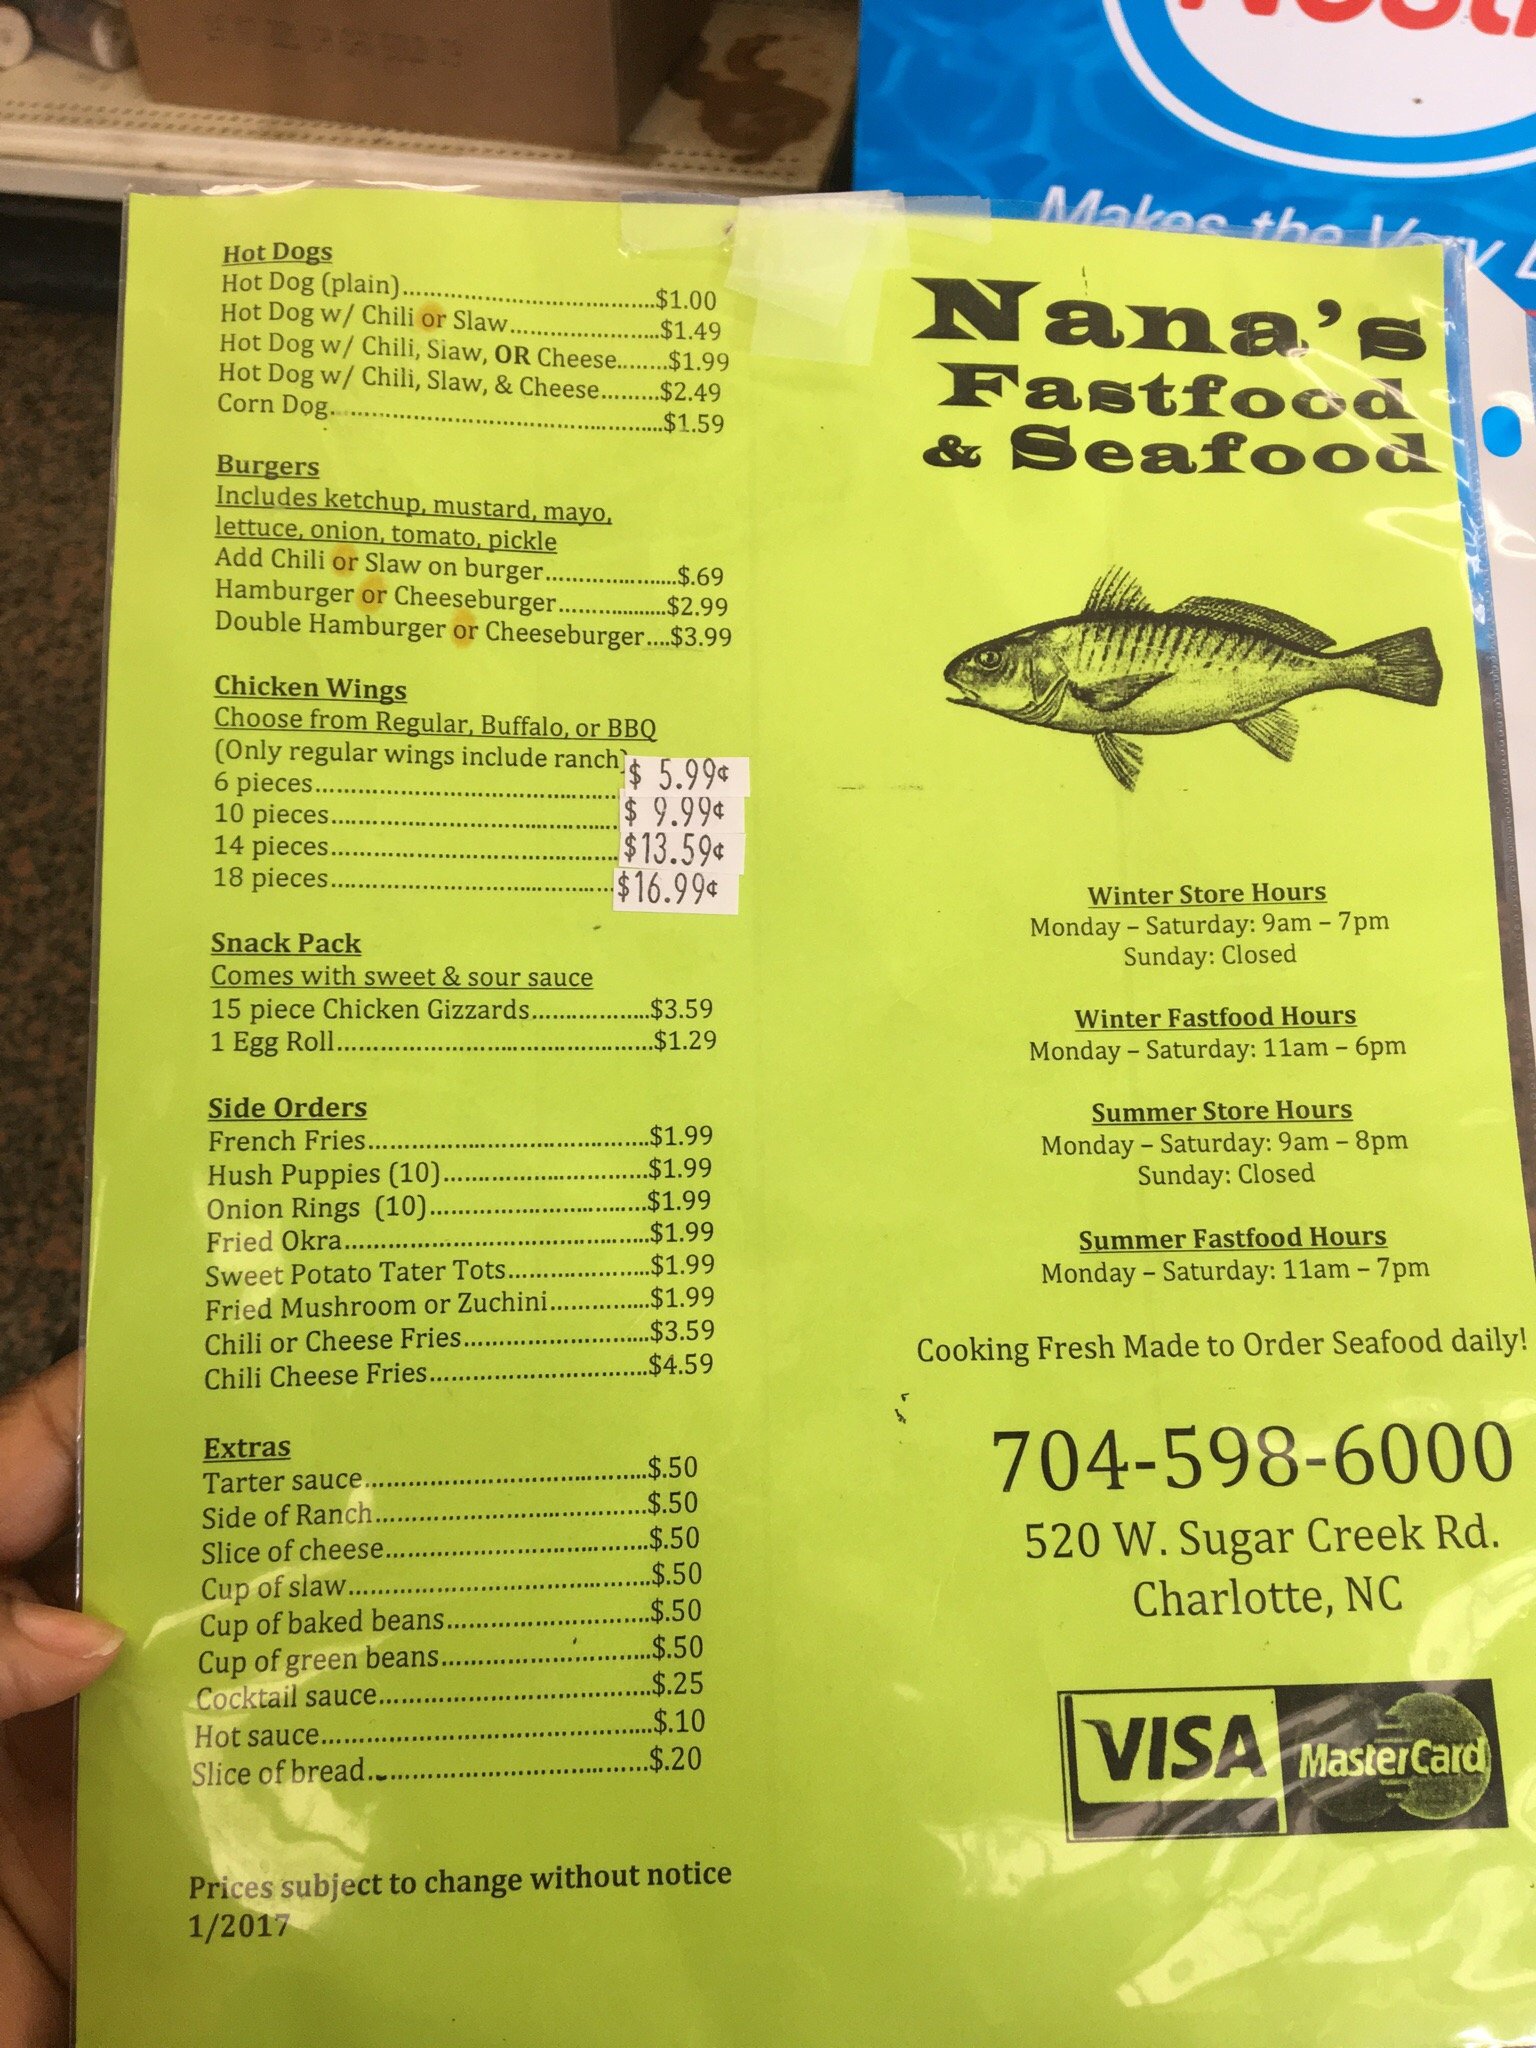 Makes the Very
Hot Dogs
Hot Dog (plain)..............................$1.00
Hot Dog w/ Chili or Slaw....................$1.49
Hot Dog w/ Chili, Slaw, OR Cheese........$1.99
Hot Dog w/ Chili, Slaw, & Cheese.........$2.49
Corn Dog..............................$1.59
Burgers
Includes ketchup, mustard, mayo,
lettuce, onion, tomato, pickle
Add Chili or Slaw on burger....................$.69
Hamburger or Cheeseburger................$2.99
Double Hamburger or Cheeseburger....$3.99
Chicken Wings
Choose from Regular, Buffalo, or BBQ
(Only regular wings include ranch)
6 pieces..............................$ 5.99¢
10 pieces..............................$ 9.99¢
14 pieces..............................$13.59¢
18 pieces..............................$16.99¢
Snack Pack
Comes with sweet & sour sauce
15 piece Chicken Gizzards..................$3.59
1 Egg Roll..............................$1.29
Side Orders
French Fries..............................$1.99
Hush Puppies (10)..............................$1.99
Onion Rings (10)..............................$1.99
Fried Okra..............................$1.99
Sweet Potato Tater Tots....................$1.99
Fried Mushroom or Zuchini..............$1.99
Chili or Cheese Fries..........................$3.59
Chili Cheese Fries..............................$4.59
Extras
Tarter sauce..............................$.50
Side of Ranch..............................$.50
Slice of cheese..............................$.50
Cup of slaw..............................$.50
Cup of baked beans..............................$.50
Cup of green beans..............................$.50
Cocktail sauce..............................$.25
Hot sauce..............................$.10
Slice of bread..............................$.20
Prices subject to change without notice
1/2017
Nana's
Fastfood
& Seafood
Winter Store Hours
Monday – Saturday: 9am – 7pm
Sunday: Closed
Winter Fastfood Hours
Monday – Saturday: 11am – 6pm
Summer Store Hours
Monday – Saturday: 9am – 8pm
Sunday: Closed
Summer Fastfood Hours
Monday – Saturday: 11am – 7pm
Cooking Fresh Made to Order Seafood daily!
704-598-6000
520 W. Sugar Creek Rd.
Charlotte, NC
VISA MasterCard